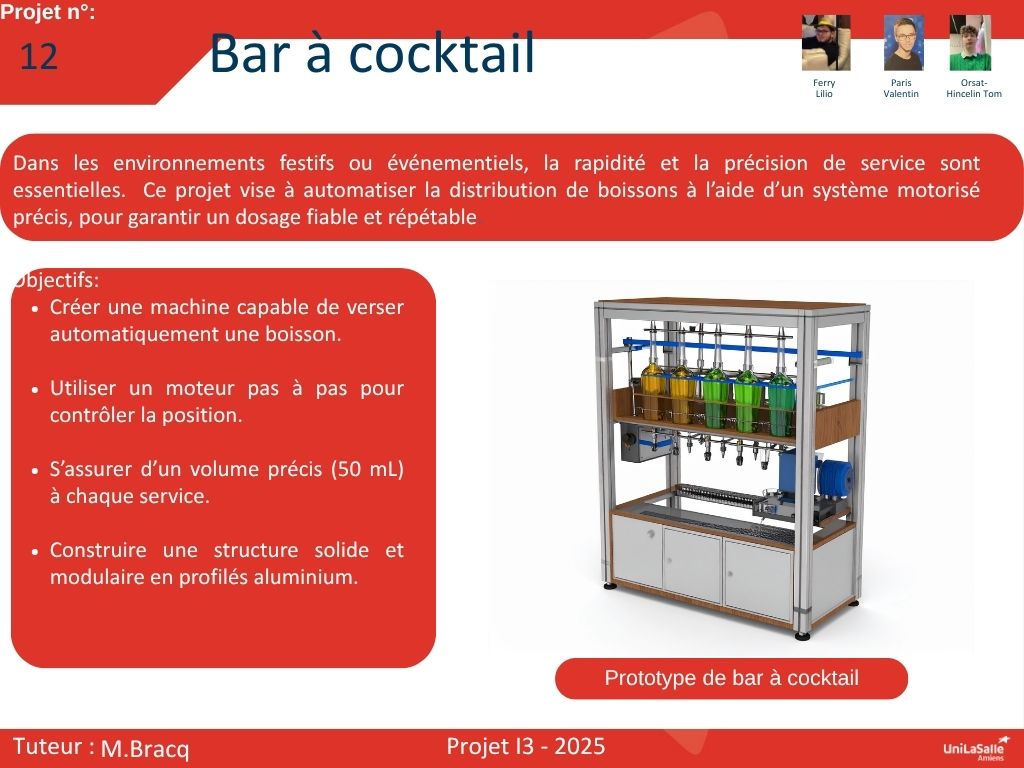 Projet n°:
12
Bar à cocktail
Ferry
Lilio
Paris
Valentin
Orsat-
Hincelin Tom
Dans les environnements festifs ou événementiels, la rapidité et la précision de service sont
essentielles. Ce projet vise à automatiser la distribution de boissons à l’aide d’un système motorisé
précis, pour garantir un dosage fiable et répétable.
Objectifs:
• Créer une machine capable de verser
automatiquement une boisson.
• Utiliser un moteur pas à pas pour
contrôler la position.
• S’assurer d’un volume précis (50 mL)
à chaque service.
• Construire une structure solide et
modulaire en profilés aluminium.
Prototype de bar à cocktail
Tuteur : M.Bracq
Projet I3 - 2025
UniLaSalle
Amiens